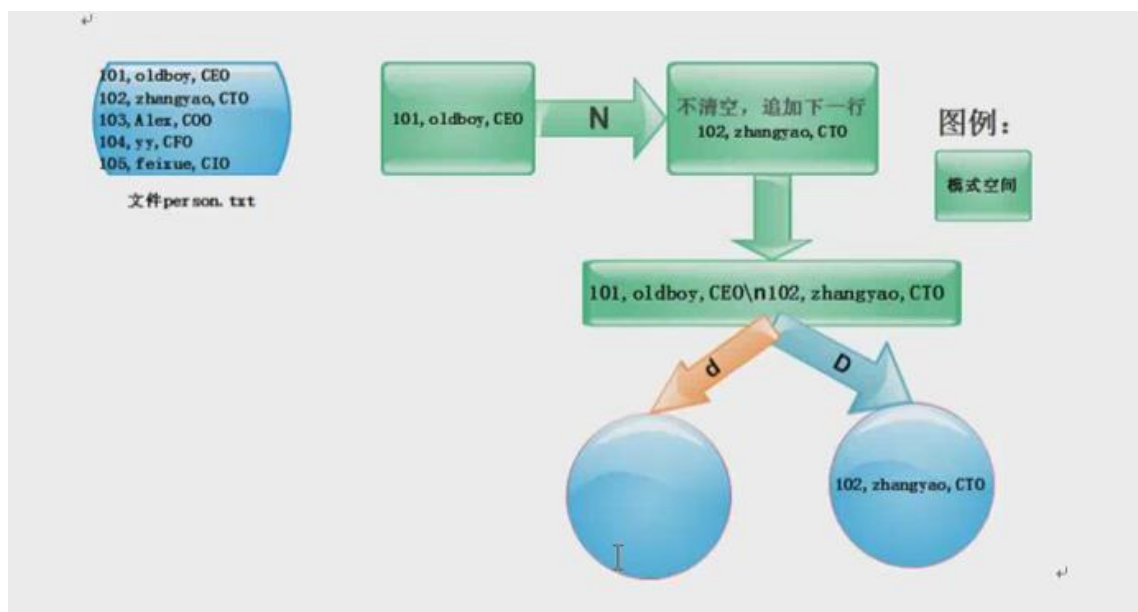 101, oldboy, CEO
102, zhangyao, CTO
103, Alex, COO
104, yy, CFO
105, feixue, CIO
文件person. txt
101, oldboy, CEO
N
不清空，追加下一行
102, zhangyao, CTO
图例：
模式空间
101, oldboy, CEO\n102, zhangyao, CTO
d
D
102, zhangyao, CTO